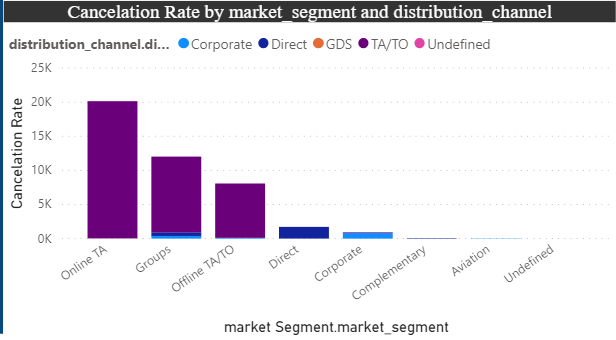 Cancelation Rate by market_segment and distribution_channel
distribution_channel.di... Corporate Direct GDS TA/TO Undefined
Cancelation Rate
25K
20K
15K
10K
5K
0K
Online TA
Groups
Offline TA/TO
Direct
Corporate
Complementary
Aviation
Undefined
market Segment.market_segment